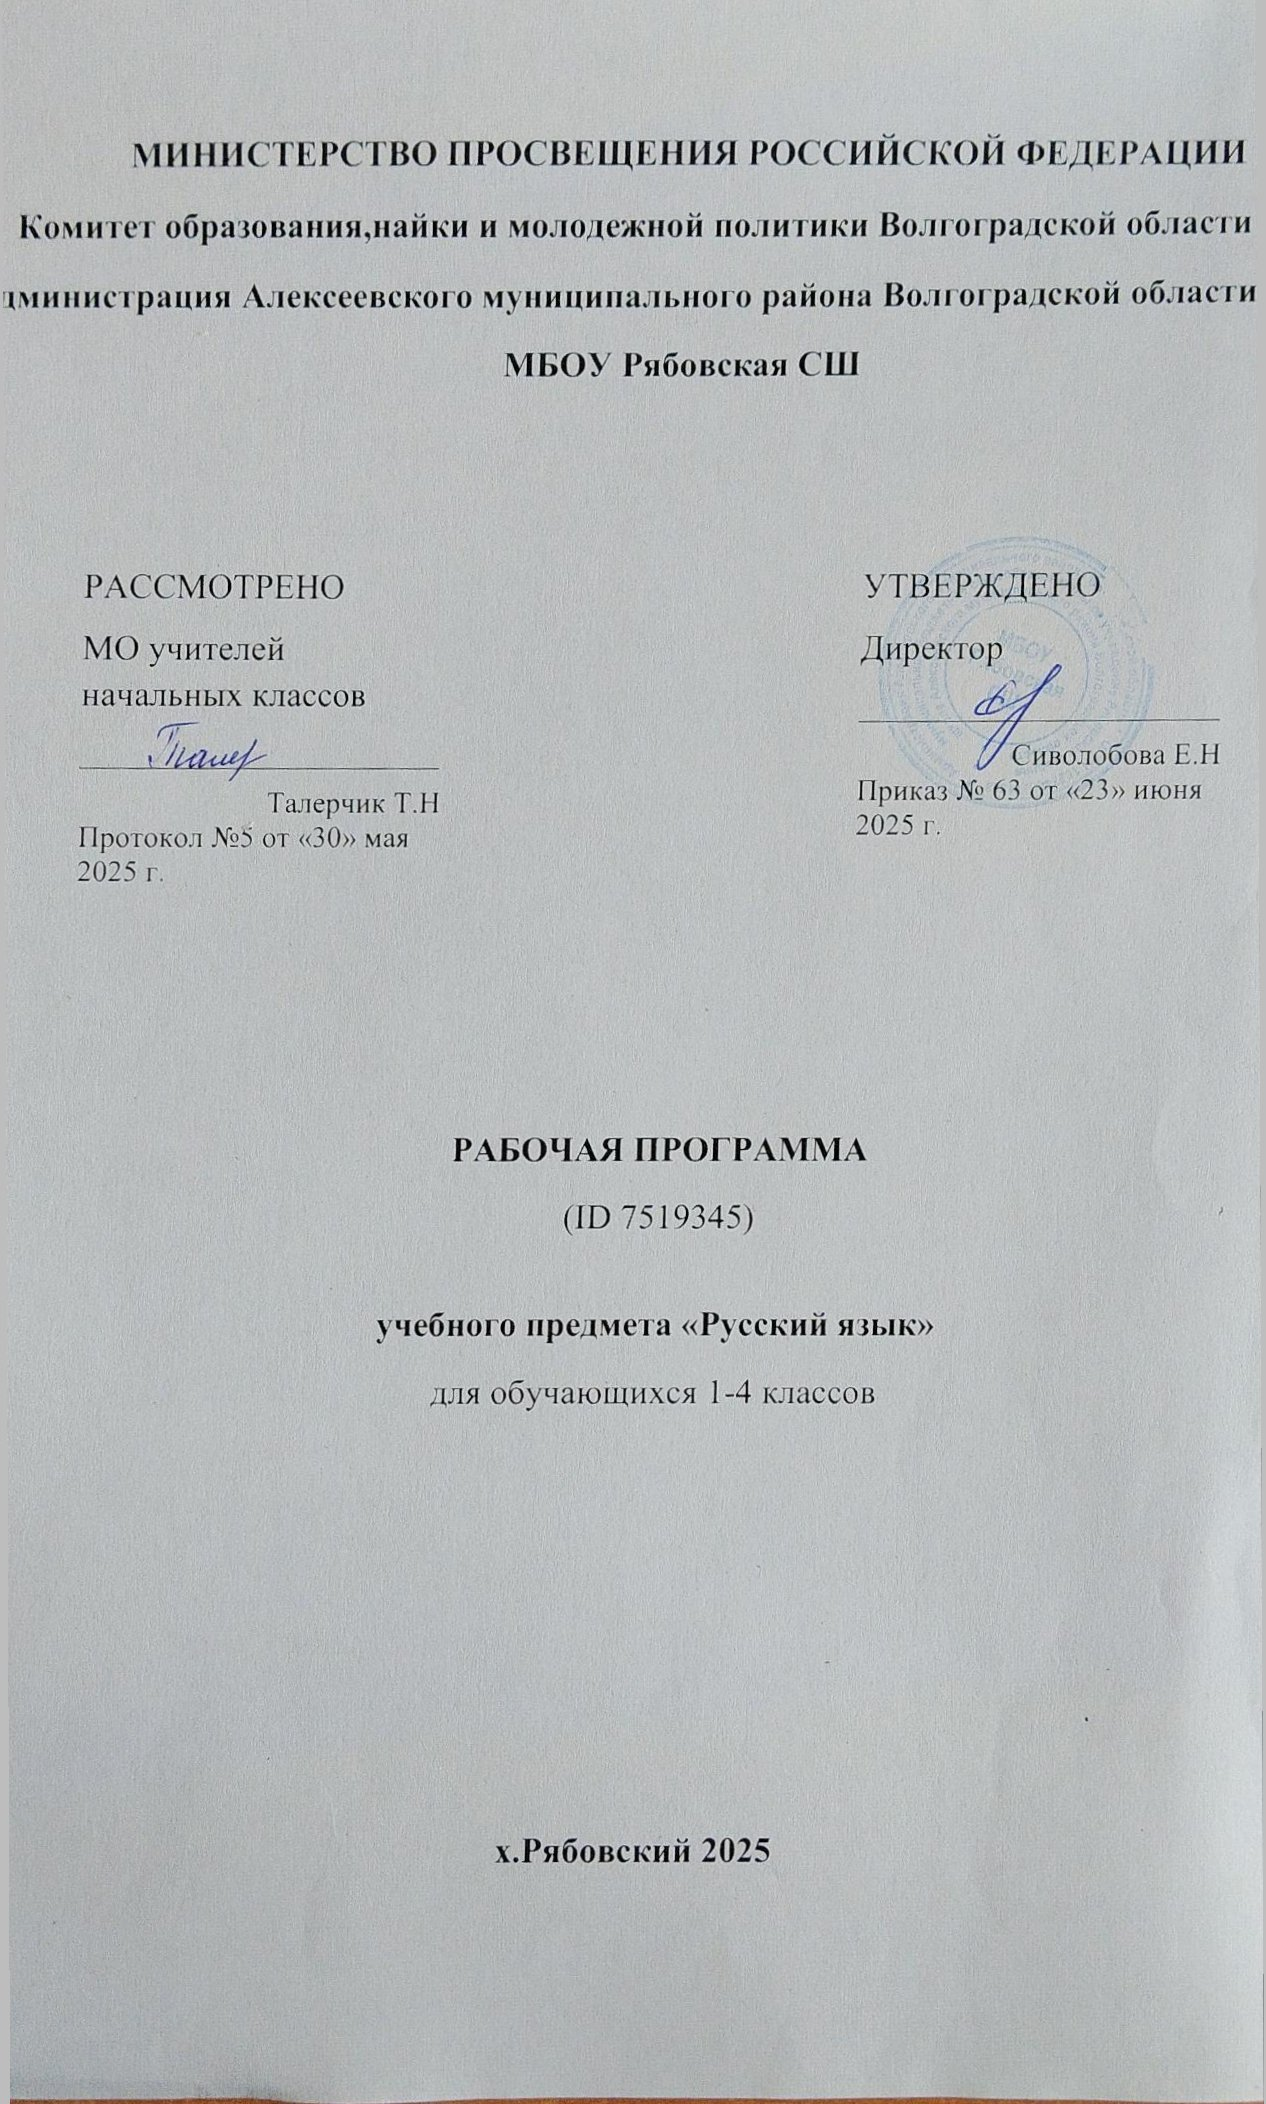 МИНИСТЕРСТВО ПРОСВЕЩЕНИЯ РОССИЙСКОЙ ФЕДЕРАЦИИ
Комитет образования,найки и молодежной политики Волгоградской области
дминистрация Алексеевского муниципального района Волгоградской области
МБОУ Рябовская СШ
РАССМОТРЕНО
МО учителей
начальных классов
Талер
Талерчик Т.Н
Протокол №5 от «30» мая
2025 г.
УТВЕРЖДЕНО
Директор
МБОУ
Сиволобова Е.Н
Приказ № 63 от «23» июня
2025 г.
РАБОЧАЯ ПРОГРАММА
(ID 7519345)
учебного предмета «Русский язык»
для обучающихся 1-4 классов
х.Рябовский 2025